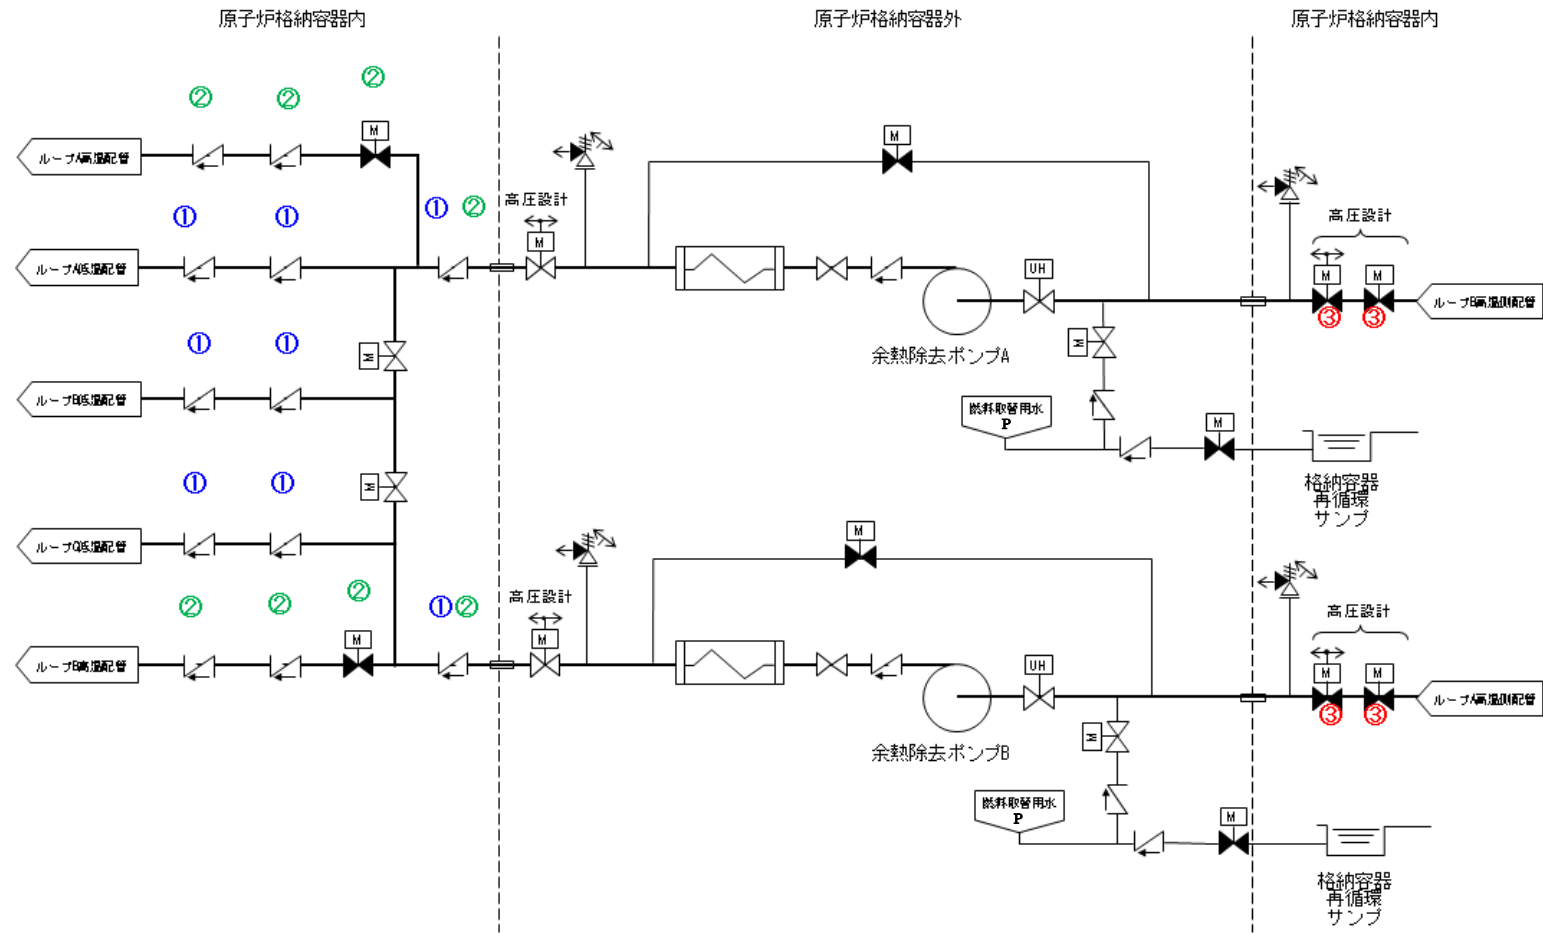 原子炉格納容器内
原子炉格納容器外
原子炉格納容器内
② ② ②
M
M
ループA高温配管
① ① ① ②
高圧設計
高圧設計
M
M M
ループA低温配管
UH
ループB高温側配管
③ ③
① ①
M
M
余熱除去ポンプA
ループB低温配管
燃料取替用水
P
M
① ①
M
格納容器
再循環
サンプ
ループC低温配管
M
② ② ② ①②
高圧設計
高圧設計
M
M
M M
ループB高温配管
UH
ループA高温側配管
③ ③
M
余熱除去ポンプB
燃料取替用水
P
M
格納容器
再循環
サンプ